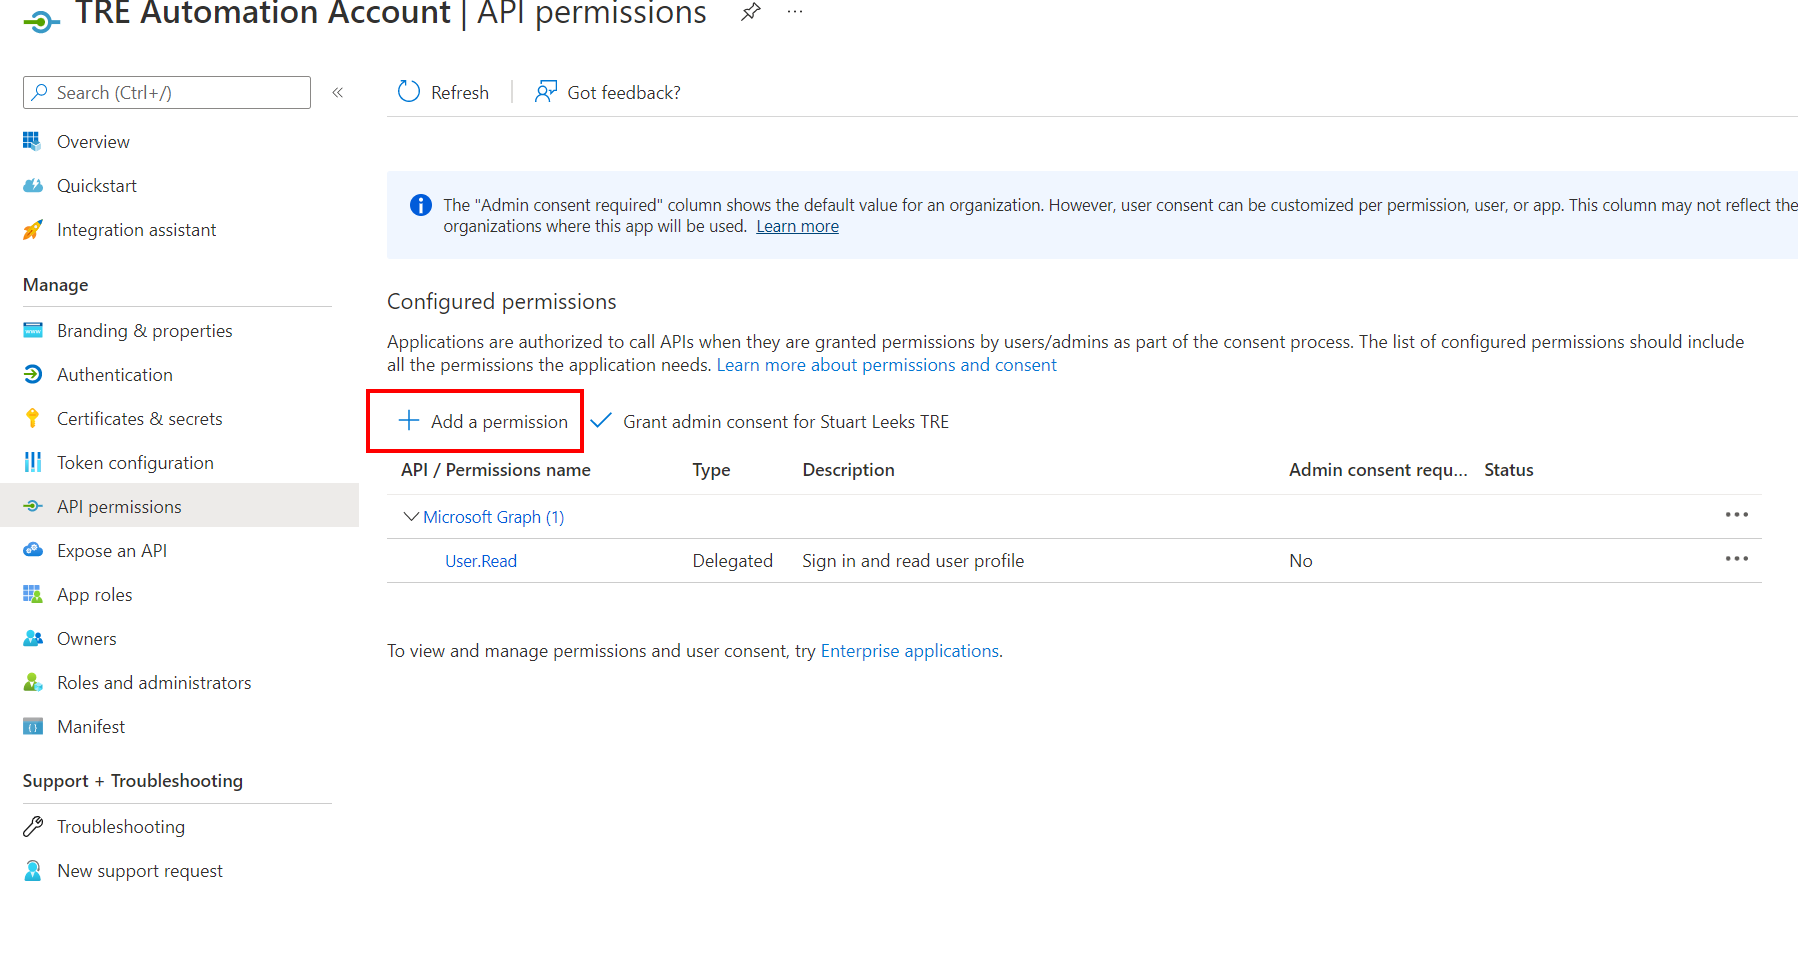 TRE Automation Account | API permissions
Search (Ctrl+/)
«
Refresh
Got feedback?
Overview
Quickstart
Integration assistant
Manage
Branding & properties
Authentication
Certificates & secrets
Token configuration
API permissions
Expose an API
App roles
Owners
Roles and administrators
Manifest
Support + Troubleshooting
Troubleshooting
New support request
The "Admin consent required" column shows the default value for an organization. However, user consent can be customized per permission, user, or app. This column may not reflect the
organizations where this app will be used. Learn more
Configured permissions
Applications are authorized to call APIs when they are granted permissions by users/admins as part of the consent process. The list of configured permissions should include
all the permissions the application needs. Learn more about permissions and consent
Add a permission
Grant admin consent for Stuart Leeks TRE
API / Permissions name Type Description Admin consent requ... Status
Microsoft Graph (1)
User.Read Delegated Sign in and read user profile No
To view and manage permissions and user consent, try Enterprise applications.